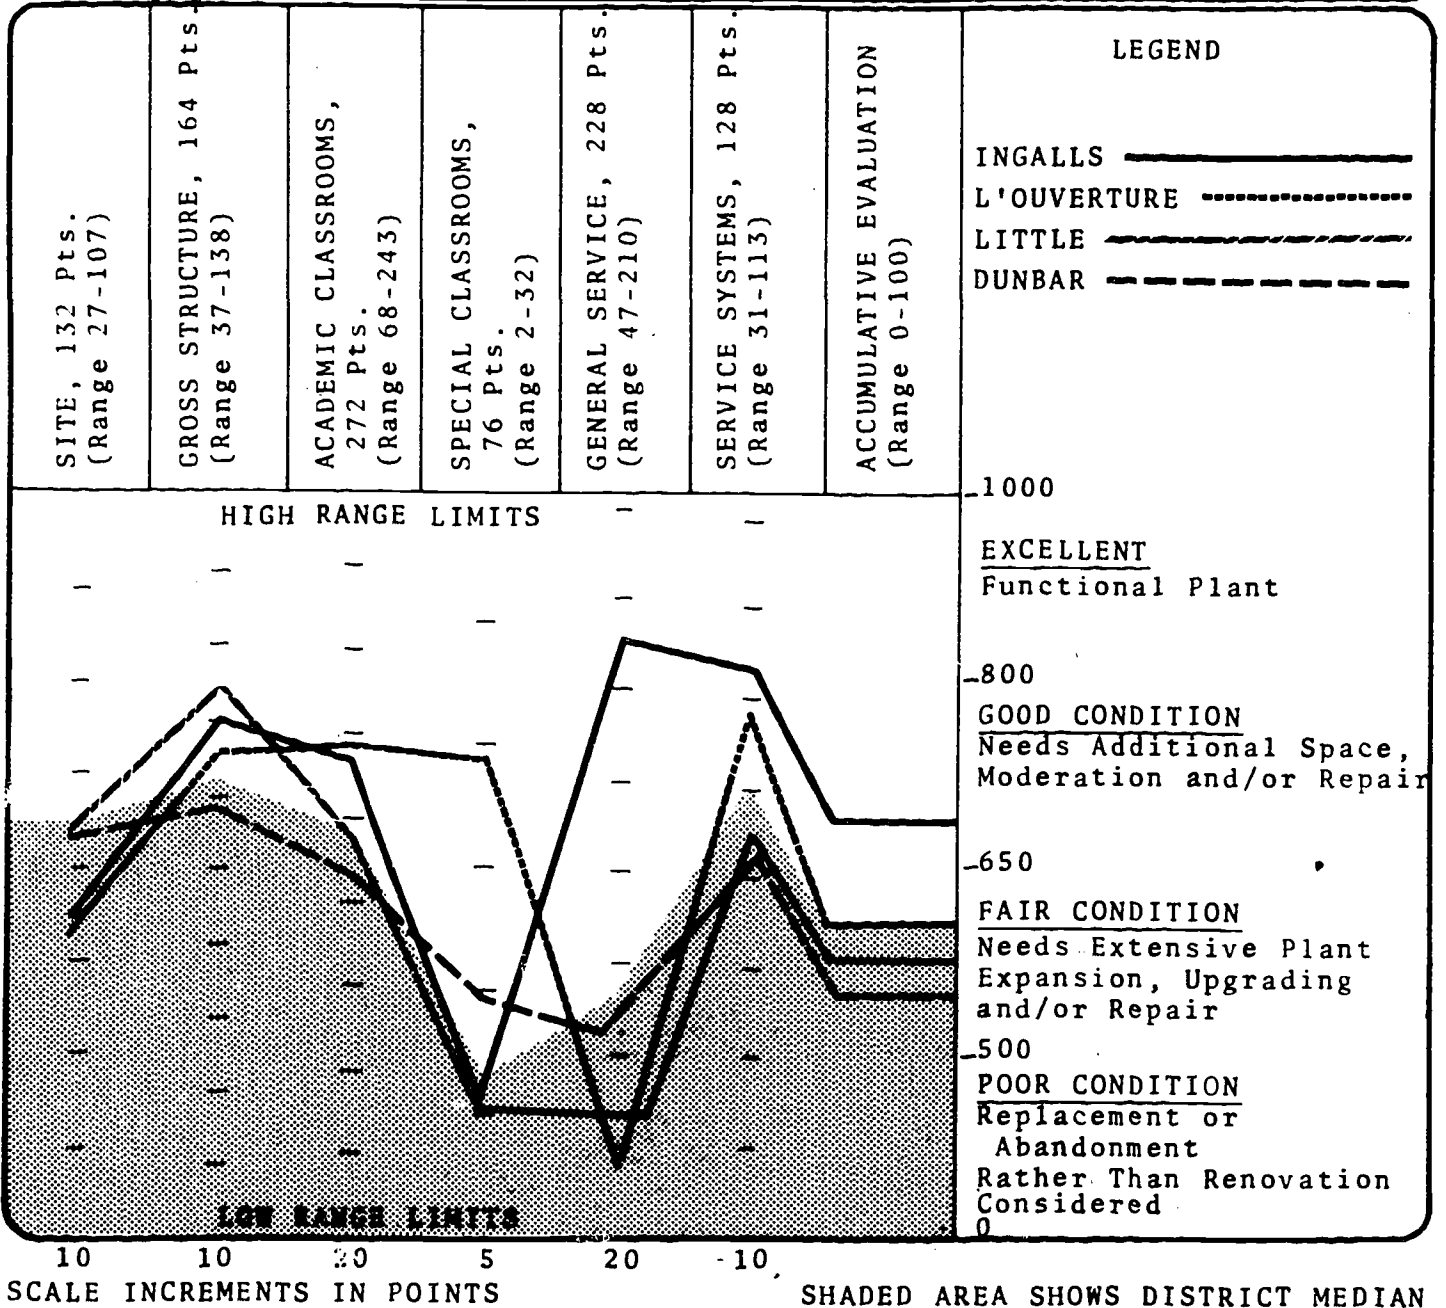 SITE, 132 Pts.
(Range 27-107)
GROSS STRUCTURE, 164 Pts.
(Range 37-138)
ACADEMIC CLASSROOMS,
272 Pts.
(Range 68-243)
SPECIAL CLASSROOMS,
76 Pts.
(Range 2-32)
GENERAL SERVICE, 228 Pts.
(Range 47-210)
SERVICE SYSTEMS, 128 Pts.
(Range 31-113)
ACCUMULATIVE EVALUATION
(Range 0-100)
LEGEND
INGALLS
L'OUVERTURE
LITTLE
DUNBAR
HIGH RANGE LIMITS
1000
EXCELLENT
Functional Plant
800
GOOD CONDITION
Needs Additional Space,
Moderation and/or Repair
650
FAIR CONDITION
Needs Extensive Plant
Expansion, Upgrading
and/or Repair
500
POOR CONDITION
Replacement or
Abandonment
Rather Than Renovation
Considered
0
LOW RANGE LIMITS
10 10 5 20 -10
SCALE INCREMENTS IN POINTS
SHADED AREA SHOWS DISTRICT MEDIAN